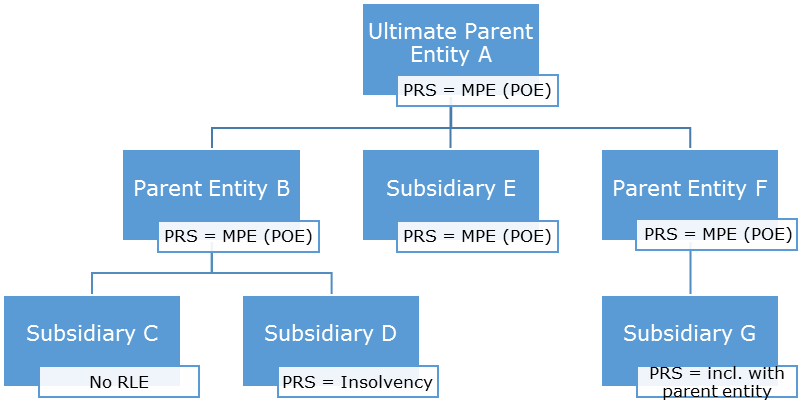 Ultimate Parent
Entity A
PRS = MPE (POE)
Parent Entity B
PRS = MPE (POE)
Subsidiary E
PRS = MPE (POE)
Parent Entity F
PRS = MPE (POE)
Subsidiary C
No RLE
Subsidiary D
PRS = Insolvency
Subsidiary G
PRS = incl. with
parent entity